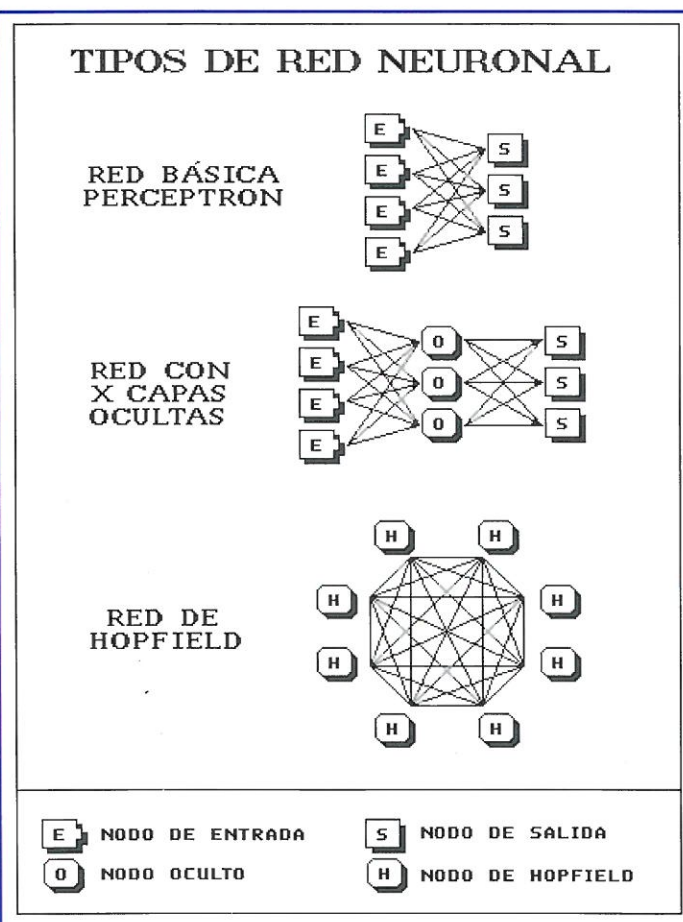 TIPOS DE RED NEURONAL
E
E
E
E
S
S
S
RED BÁSICA
PERCEPTRON
E
E
E
E
O
O
O
S
S
S
RED CON
X CAPAS
OCULTAS
H
H
H
H
H
H
H
H
RED DE
HOPFIELD
E NODO DE ENTRADA
S NODO DE SALIDA
O NODO OCULTO
H NODO DE HOPFIELD